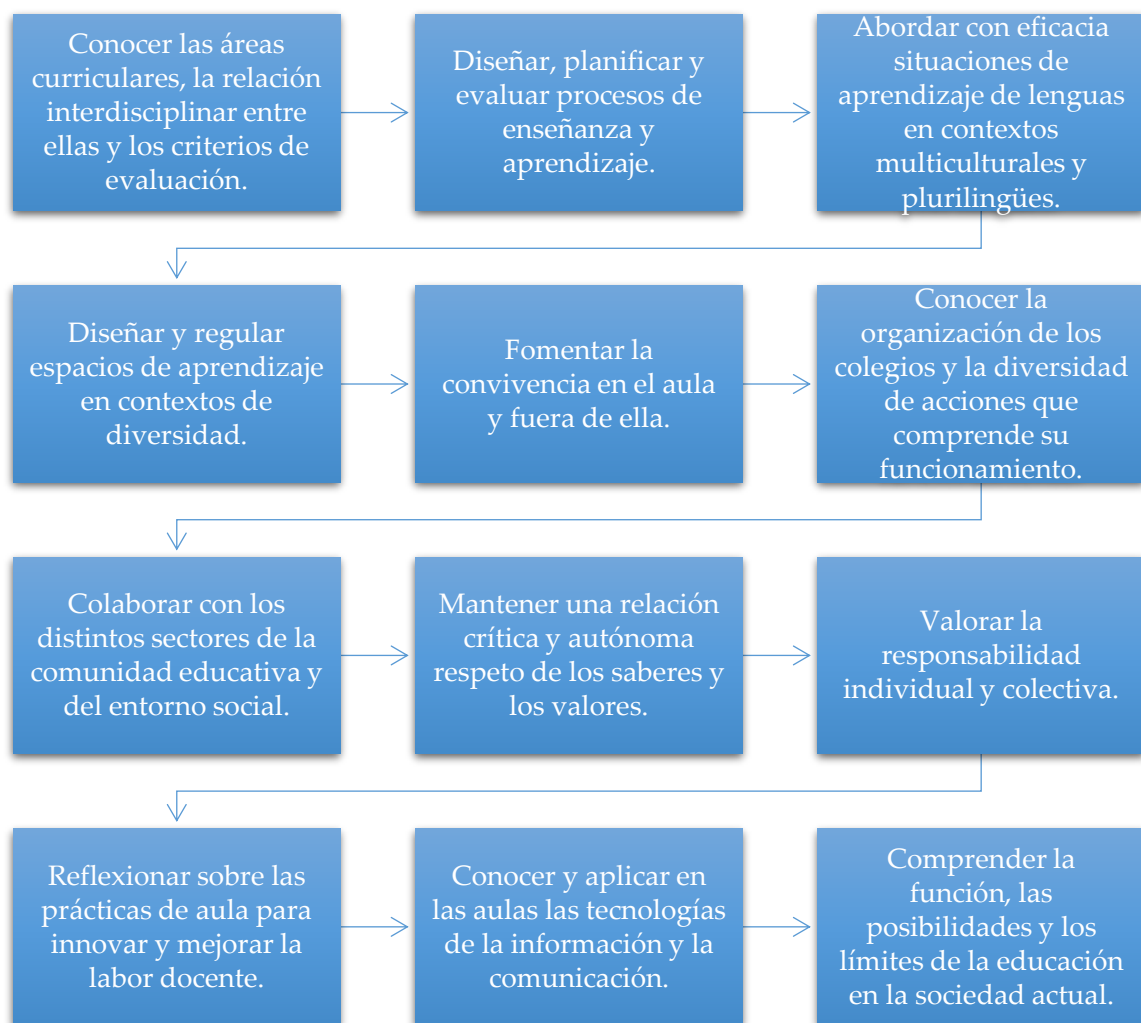 Conocer las áreas
curriculares, la relación
interdisciplinar entre
ellas y los criterios de
evaluación.
Diseñar, planificar y
evaluar procesos de
enseñanza y
aprendizaje.
Abordar con eficacia
situaciones de
aprendizaje de lenguas
en contextos
multiculturales y
plurilingües.
Diseñar y regular
espacios de aprendizaje
en contextos de
diversidad.
Fomentar la
convivencia en el aula
y fuera de ella.
Conocer la
organización de los
colegios y la diversidad
de acciones que
comprende su
funcionamiento.
Colaborar con los
distintos sectores de la
comunidad educativa y
del entorno social.
Mantener una relación
crítica y autónoma
respeto de los saberes y
los valores.
Valorar la
responsabilidad
individual y colectiva.
Reflexionar sobre las
prácticas de aula para
innovar y mejorar la
labor docente.
Conocer y aplicar en
las aulas las tecnologías
de la información y la
comunicación.
Comprender la
función, las
posibilidades y los
límites de la educación
en la sociedad actual.